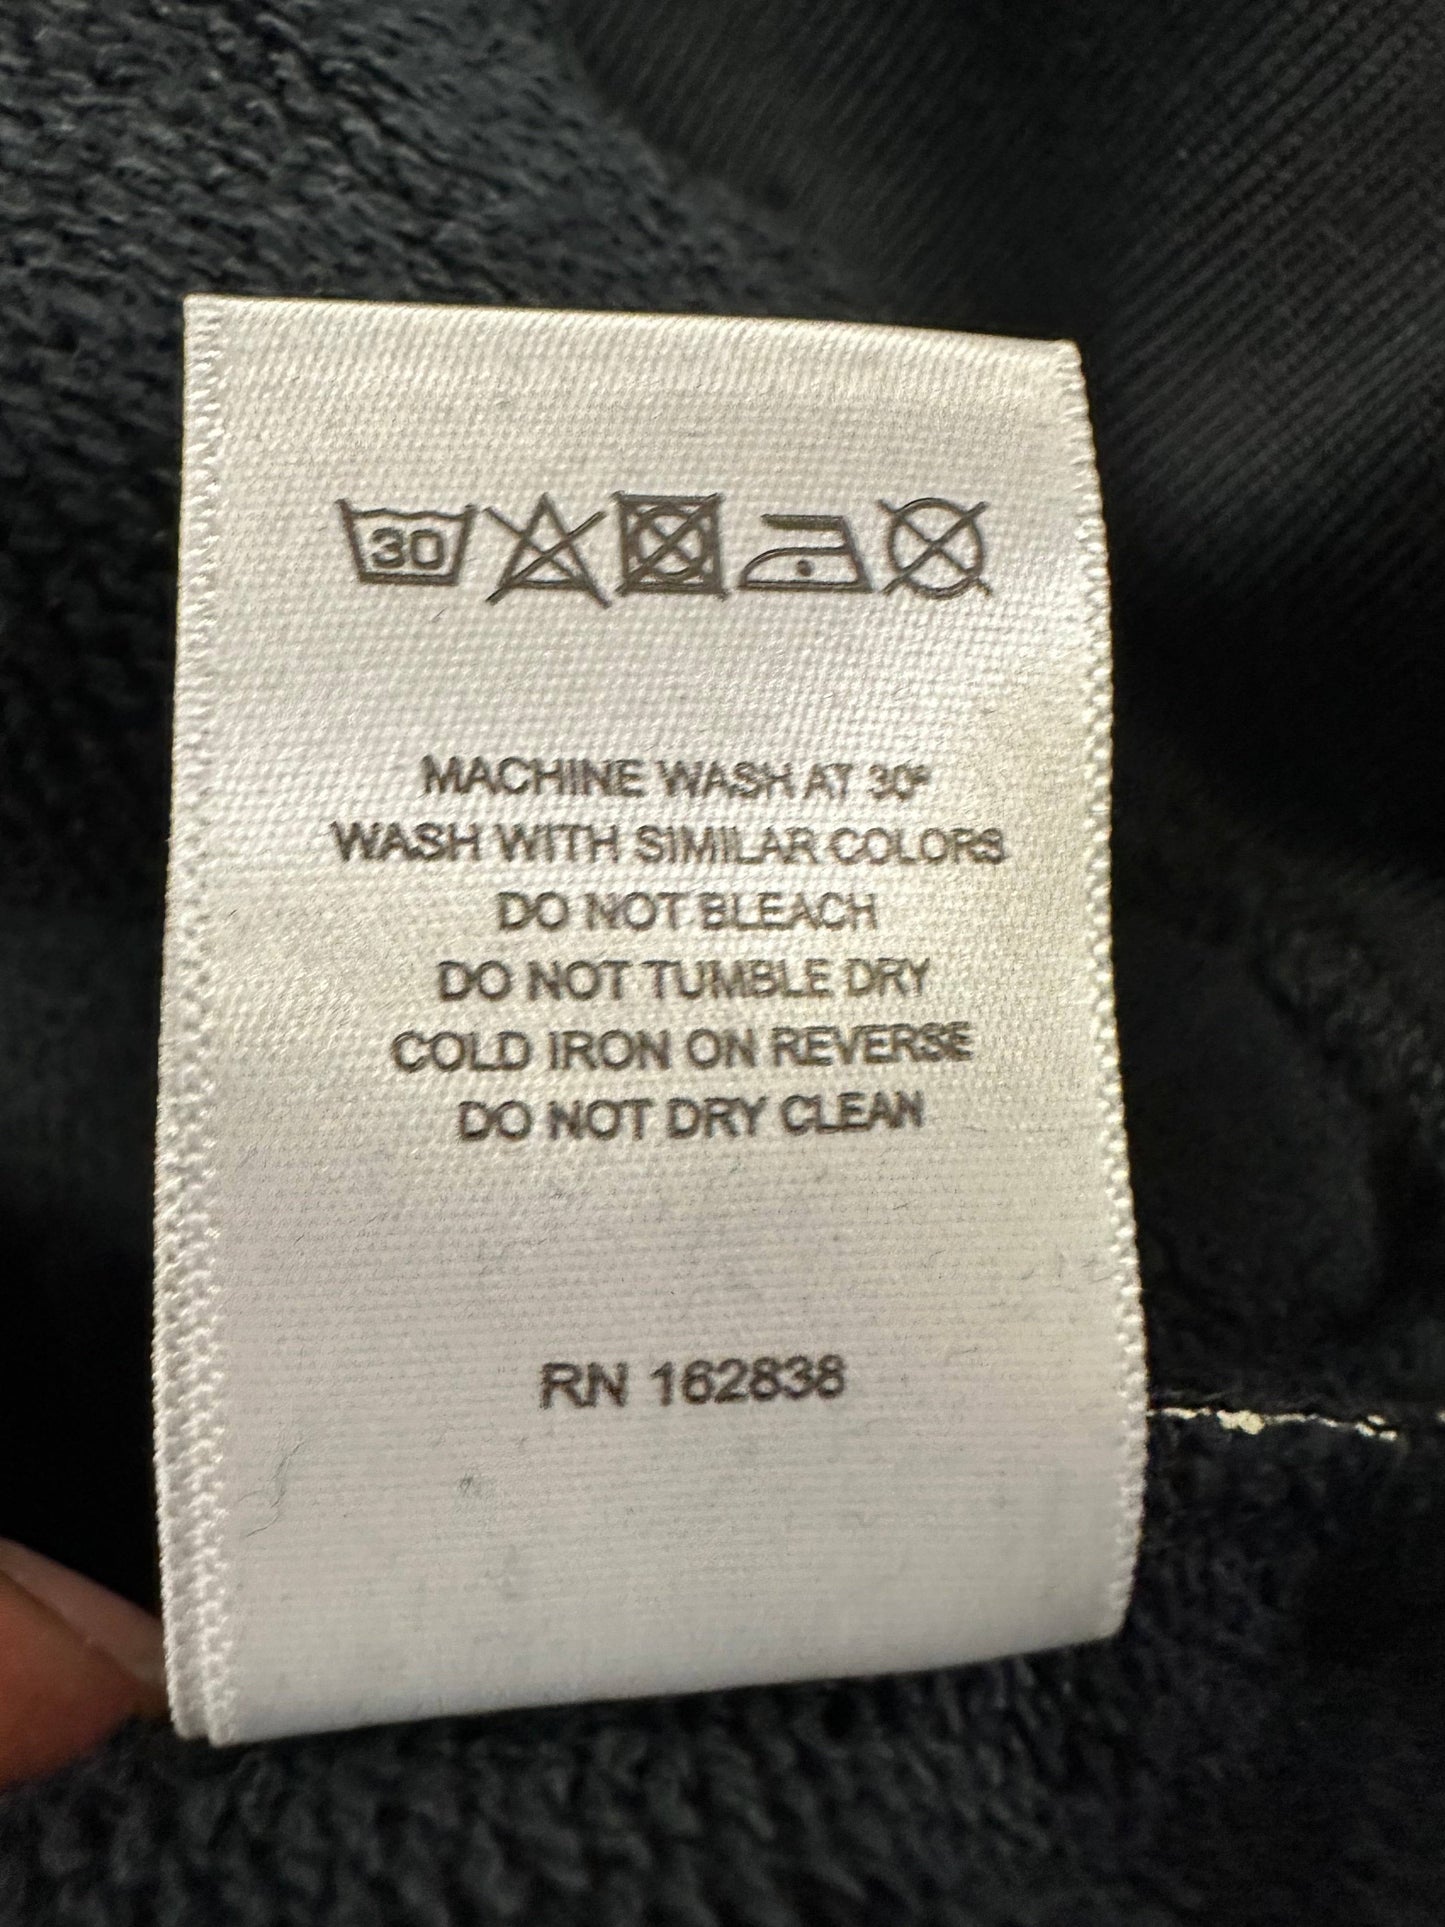 30
MACHINE WASH AT 30°
WASH WITH SIMILAR COLORS
DO NOT BLEACH
DO NOT TUMBLE DRY
COLD IRON ON REVERSE
DO NOT DRY CLEAN
RN 162838